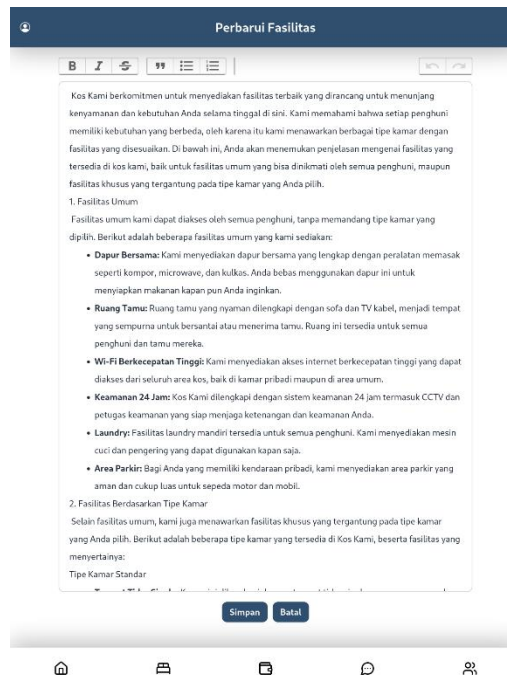 Perbarui Fasilitas
B I S
Kos Kami berkomitmen untuk menyediakan fasilitas terbaik yang dirancang untuk menunjang
kenyamanan dan kebutuhan Anda selama tinggal di sini. Kami memahami bahwa setiap penghuni
memiliki kebutuhan yang berbeda, oleh karena itu kami menawarkan berbagai tipe kamar dengan
fasilitas yang disesuaikan. Di bawah ini, Anda akan menemukan penjelasan mengenai fasilitas yang
tersedia di kos kami, baik untuk fasilitas umum yang bisa dinikmati oleh semua penghuni, maupun
fasilitas khusus yang tergantung pada tipe kamar yang Anda pilih.
1. Fasilitas Umum
Fasilitas umum kami dapat diakses oleh semua penghuni, tanpa memandang tipe kamar yang
dipilih. Berikut adalah beberapa fasilitas umum yang kami sediakan:
• Dapur Bersama: Kami menyediakan dapur bersama yang lengkap dengan peralatan memasak
seperti kompor, microwave, dan kulkas. Anda bebas menggunakan dapur ini untuk
menyiapkan makanan kapan pun Anda inginkan.
• Ruang Tamu: Ruang tamu yang nyaman dilengkapi dengan sofa dan TV kabel, menjadi tempat
yang sempurna untuk bersantai atau menerima tamu. Ruang ini tersedia untuk semua
penghuni dan tamu mereka.
• Wi-Fi Berkecepatan Tinggi: Kami menyediakan akses internet berkecepatan tinggi yang dapat
diakses dari seluruh area kos, baik di kamar pribadi maupun di area umum.
• Keamanan 24 Jam: Kos Kami dilengkapi dengan sistem keamanan 24 jam termasuk CCTV dan
petugas keamanan yang siap menjaga ketenangan dan keamanan Anda.
• Laundry: Fasilitas laundry mandiri tersedia untuk semua penghuni. Kami menyediakan mesin
cuci dan pengering yang dapat digunakan kapan saja.
• Area Parkir: Bagi Anda yang memiliki kendaraan pribadi, kami menyediakan area parkir yang
aman dan cukup luas untuk sepeda motor dan mobil.
2. Fasilitas Berdasarkan Tipe Kamar
Selain fasilitas umum, kami juga menawarkan fasilitas khusus yang tergantung pada tipe kamar
yang Anda pilih. Berikut adalah beberapa tipe kamar yang tersedia di Kos Kami, beserta fasilitas yang
menyertainya:
Tipe Kamar Standar
Simpan Batal